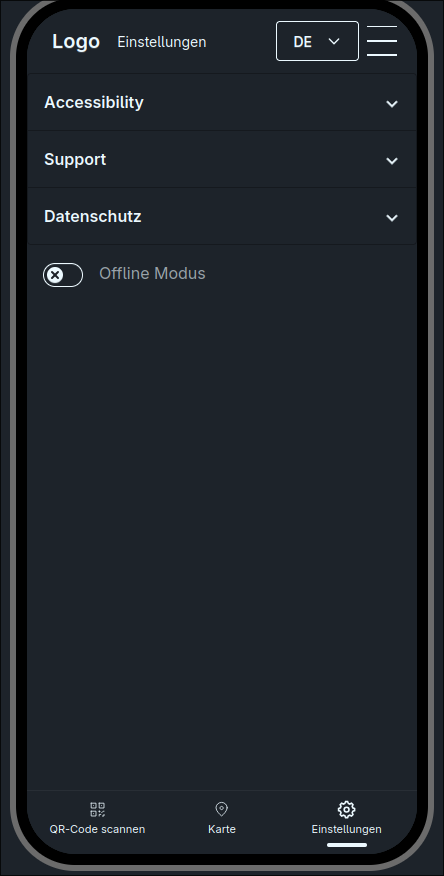 Logo Einstellungen DE
Accessibility
Support
Datenschutz
Offline Modus
QR-Code scannen Karte Einstellungen